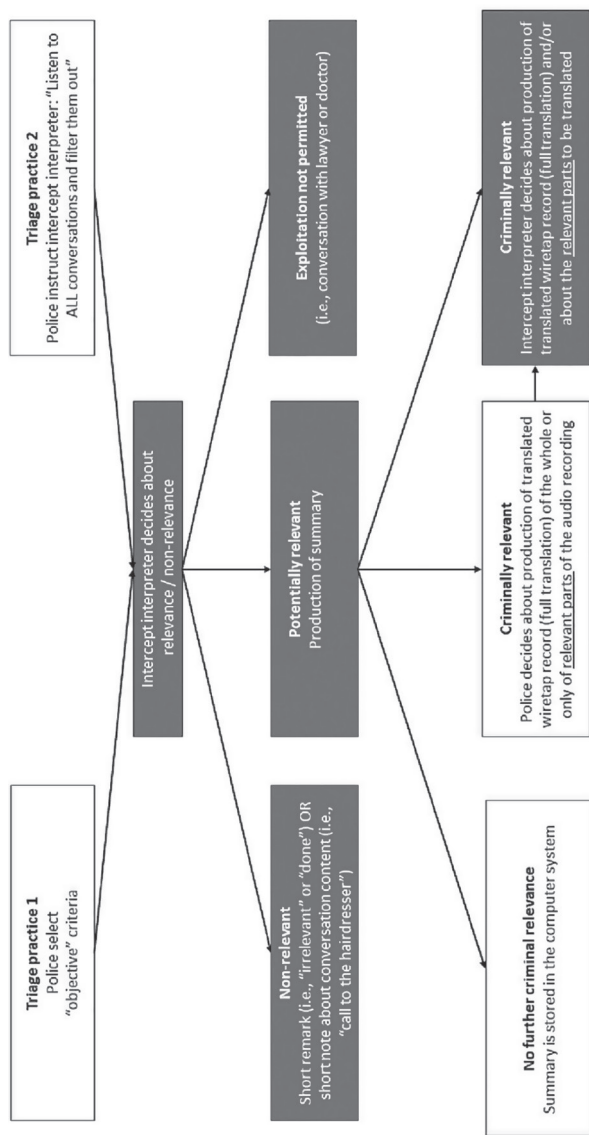 Triage practice 1
Police select
“objective” criteria
Triage practice 2
Police instruct intercept interpreter: “Listen to
ALL conversations and filter them out”
Intercept interpreter decides about
relevance / non-relevance
Non-relevant
Short remark (i.e., “irrelevant” or “done”) OR
short note about conversation content (i.e.,
“call to the hairdresser”)
Potentially relevant
Production of summary
Exploitation not permitted
(i.e., conversation with lawyer or doctor)
No further criminal relevance
Summary is stored in the computer system
Criminally relevant
Police decides about production of translated
wiretap record (full translation) of the whole or
only of relevant parts of the audio recording
Criminally relevant
Intercept interpreter decides about production of
translated wiretap record (full translation) and/or
about the relevant parts to be translated